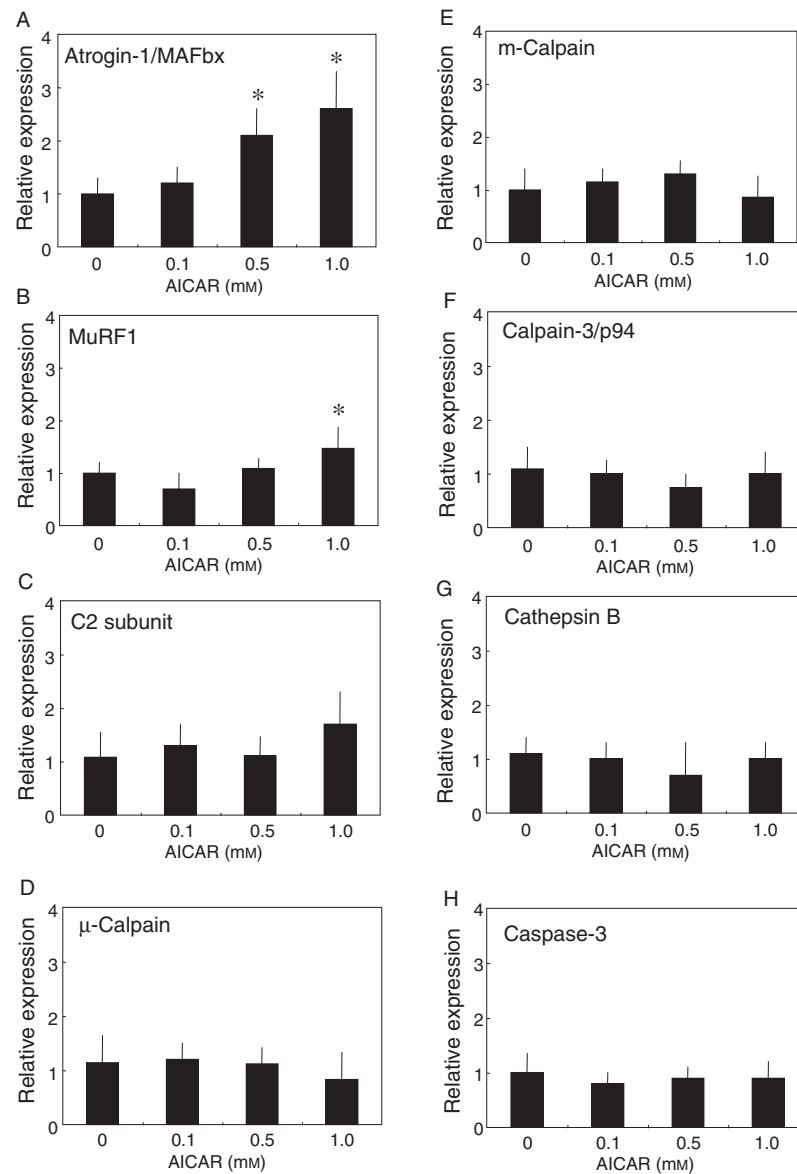 A
Atrogin-1/MAFbx
Relative expression
4
3
2
1
0
*
*
0 0.1 0.5 1.0
AICAR (mM)
B
MuRF1
Relative expression
4
3
2
1
0
*
0 0.1 0.5 1.0
AICAR (mM)
C
C2 subunit
Relative expression
4
3
2
1
0
0 0.1 0.5 1.0
AICAR (mM)
D
μ-Calpain
Relative expression
4
3
2
1
0
0 0.1 0.5 1.0
AICAR (mM)
E
m-Calpain
Relative expression
4
3
2
1
0
0 0.1 0.5 1.0
AICAR (mM)
F
Calpain-3/p94
Relative expression
4
3
2
1
0
0 0.1 0.5 1.0
AICAR (mM)
G
Cathepsin B
Relative expression
4
3
2
1
0
0 0.1 0.5 1.0
AICAR (mM)
H
Caspase-3
Relative expression
4
3
2
1
0
0 0.1 0.5 1.0
AICAR (mM)